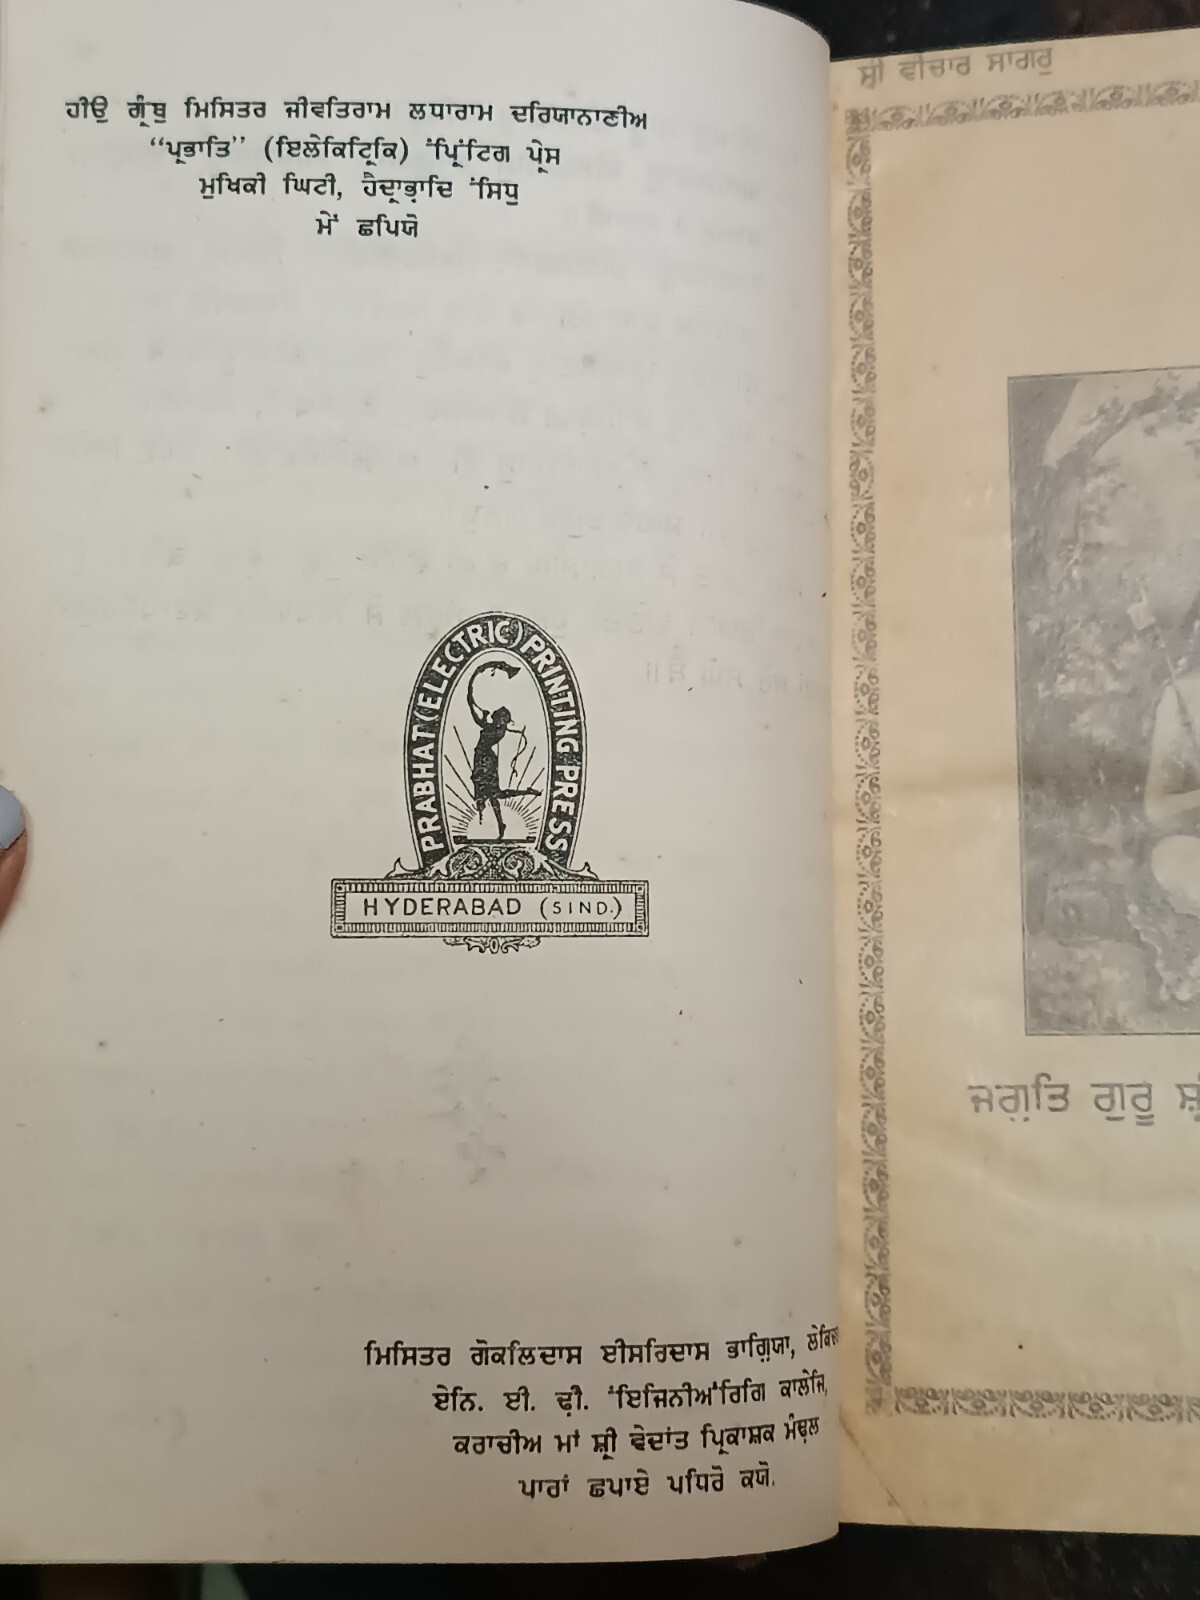 ਹੀਉ ਗ੍ਰੰਥੁ ਮਿਸਿਤਰ ਜੀਵਤਿਰਾਮ ਲਧਾਰਾਮ ਦਰਿਯਾਨਾਣੀਅ
“ਪ੍ਰਭਾਤਿ” (ਇਲੇਕਿਟ੍ਰਿਕਿ) ਪ੍ਰਿੰਟਿਗ ਪ੍ਰੇਸ
ਮੁਖਿਕੀ ਘਿਟੀ, ਹੈਦ੍ਰਾਭਾਦਿ ਸਿੰਧੁ
ਮੇਂ ਛਪਿਯੋ
PRABHAT (ELECTRIC) PRINTING PRESS
HYDERABAD (SIND.)
ਮਿਸਿਤਰ ਗੋਕਲਿਦਾਸ ਈਸਰਿਦਾਸ ਭਾਗ਼ਿਯਾ,
ਏਨਿ. ਈ. ਢ਼ੀ. ਇੰਜਿਨੀਅਰਿੰਗਿ ਕਾਲੇਜਿ,
ਕਰਾਚੀਅ ਮਾਂ ਸ਼੍ਰੀ ਵੇਦਾਂਤ ਪ੍ਰਿਕਾਸ਼ਕ ਮੰਢਲ
ਪਾਰਾਂ ਛਪਾਏ ਪਧਿਰੋ ਕਯੋ.
ਸ੍ਰੀ ਵੀਚਾਰ ਸਾਗਰੁ
ਜਗ਼ਤਿ ਗੁਰੂ